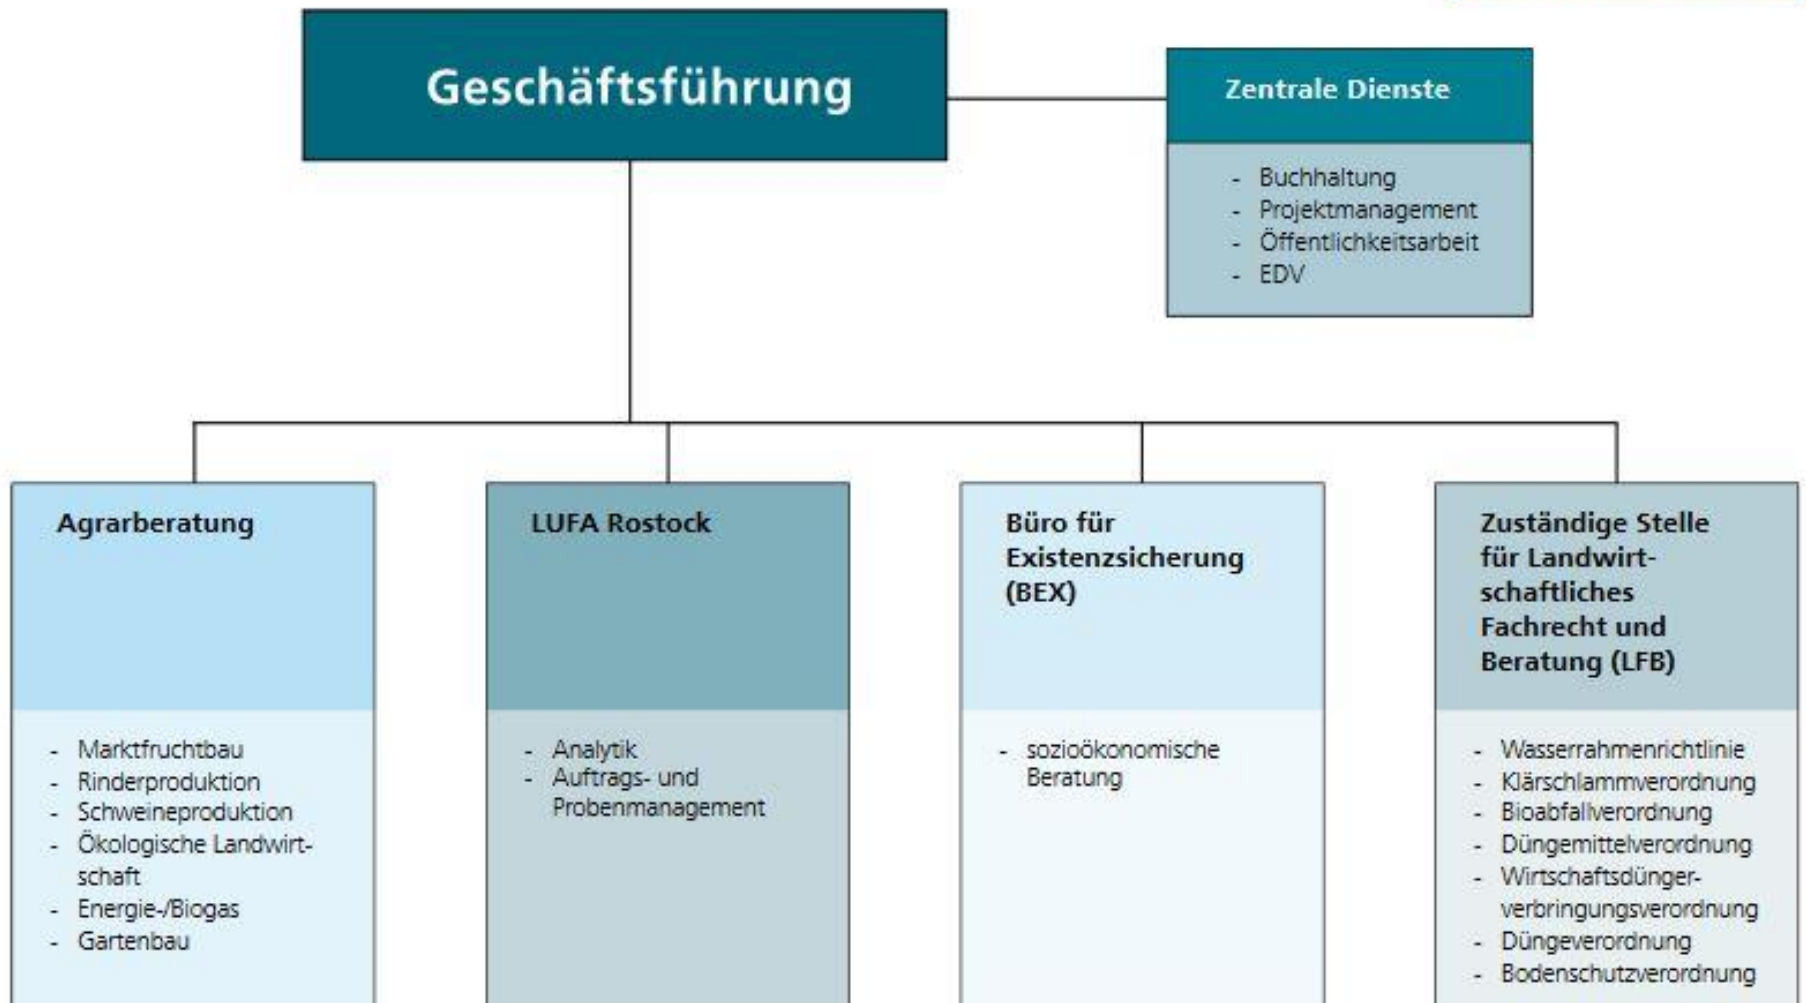 Geschäftsführung
Zentrale Dienste
- Buchhaltung
- Projektmanagement
- Öffentlichkeitsarbeit
- EDV
Agrarberatung
- Marktfruchtbau
- Rinderproduktion
- Schweineproduktion
- Ökologische Landwirt-
schaft
- Energie-/Biogas
- Gartenbau
LUFA Rostock
- Analytik
- Auftrags- und
Probenmanagement
Büro für
Existenzsicherung
(BEX)
- sozioökonomische
Beratung
Zuständige Stelle
für Landwirt-
schaftliches
Fachrecht und
Beratung (LFB)
- Wasserrahmenrichtlinie
- Klärschlammverordnung
- Bioabfallverordnung
- Düngemittelverordnung
- Wirtschaftsdünger-
verbringungsverordnung
- Düngeverordnung
- Bodenschutzverordnung